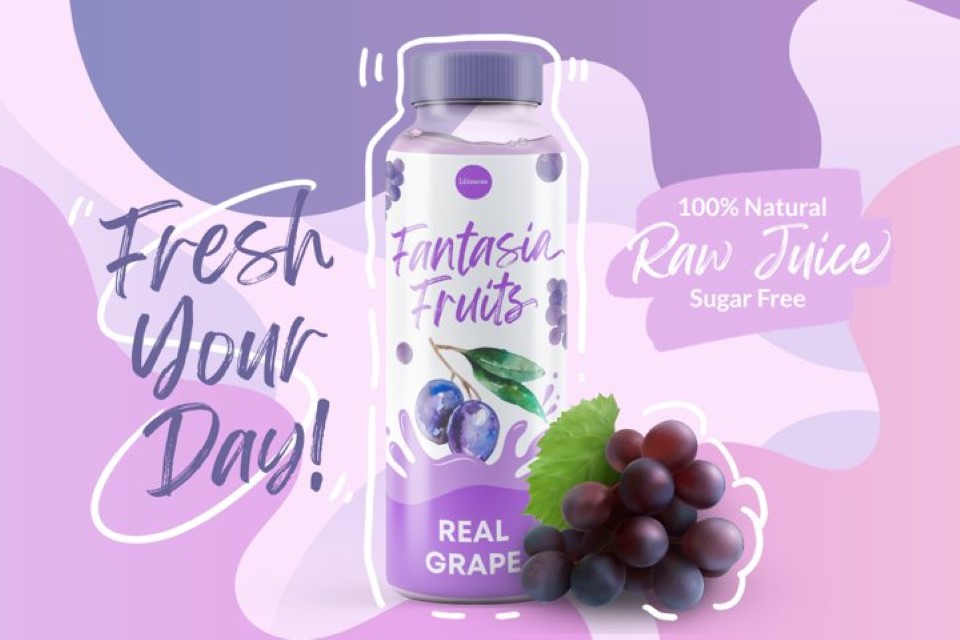 Fresh
Your
Day!
Fantasia
Fruits
REAL
GRAPE
100% Natural
Raw Juice
Sugar Free